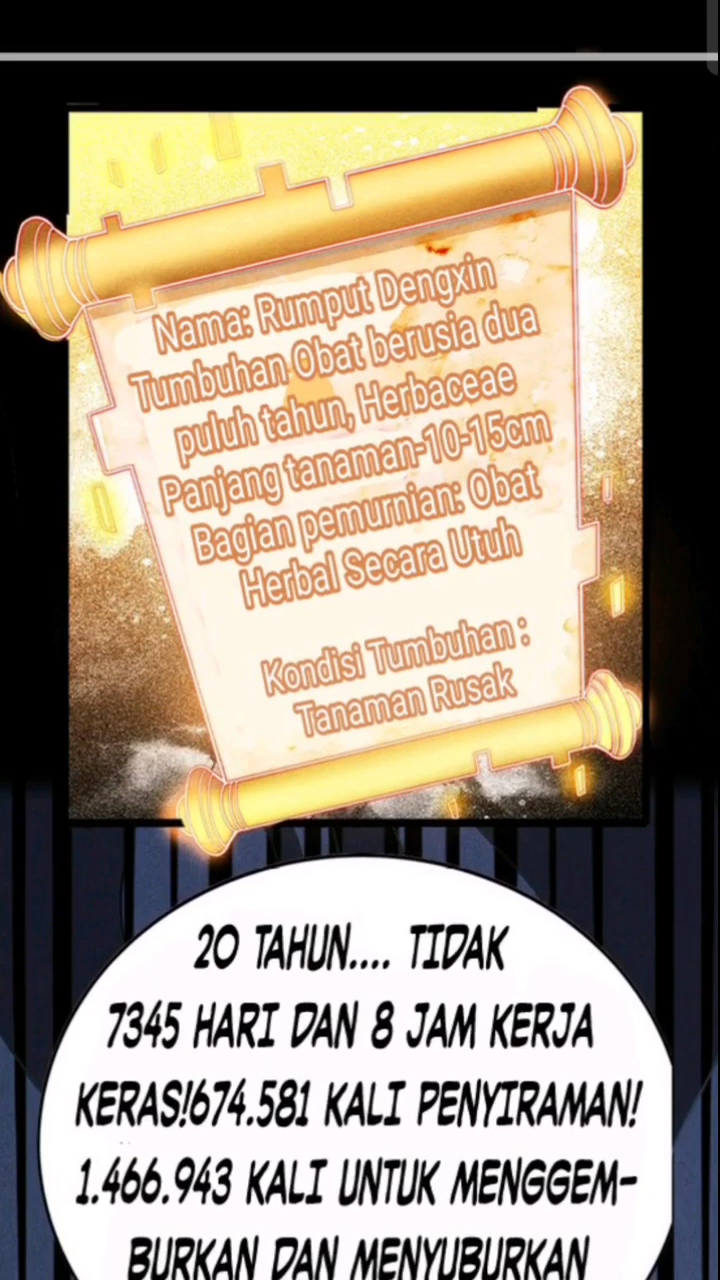 Nama: Rumput Dengxin
Tumbuhan Obat berusia dua
puluh tahun, Herbaceae
Panjang tanaman-10-15cm
Bagian pemurnian: Obat
Herbal Secara Utuh
Kondisi Tumbuhan :
Tanaman Rusak
20 TAHUN.... TIDAK
7345 HARI DAN 8 JAM KERJA
KERAS!674.581 KALI PENYIRAMAN!
1.466.943 KALI UNTUK MENGGEM-
BURKAN DAN MENYUBURKAN